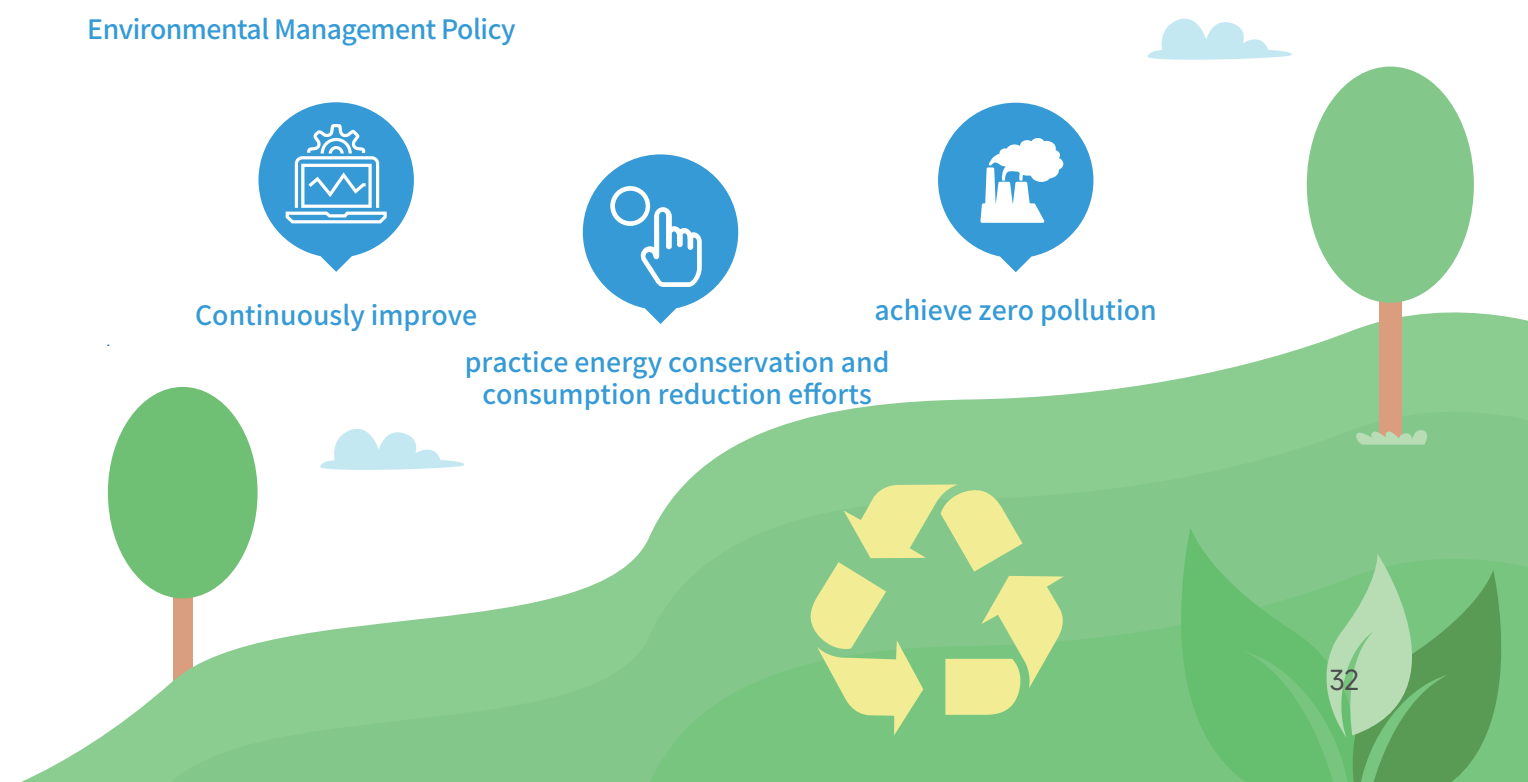 Environmental Management Policy
Continuously improve
practice energy conservation and
consumption reduction efforts
achieve zero pollution
32